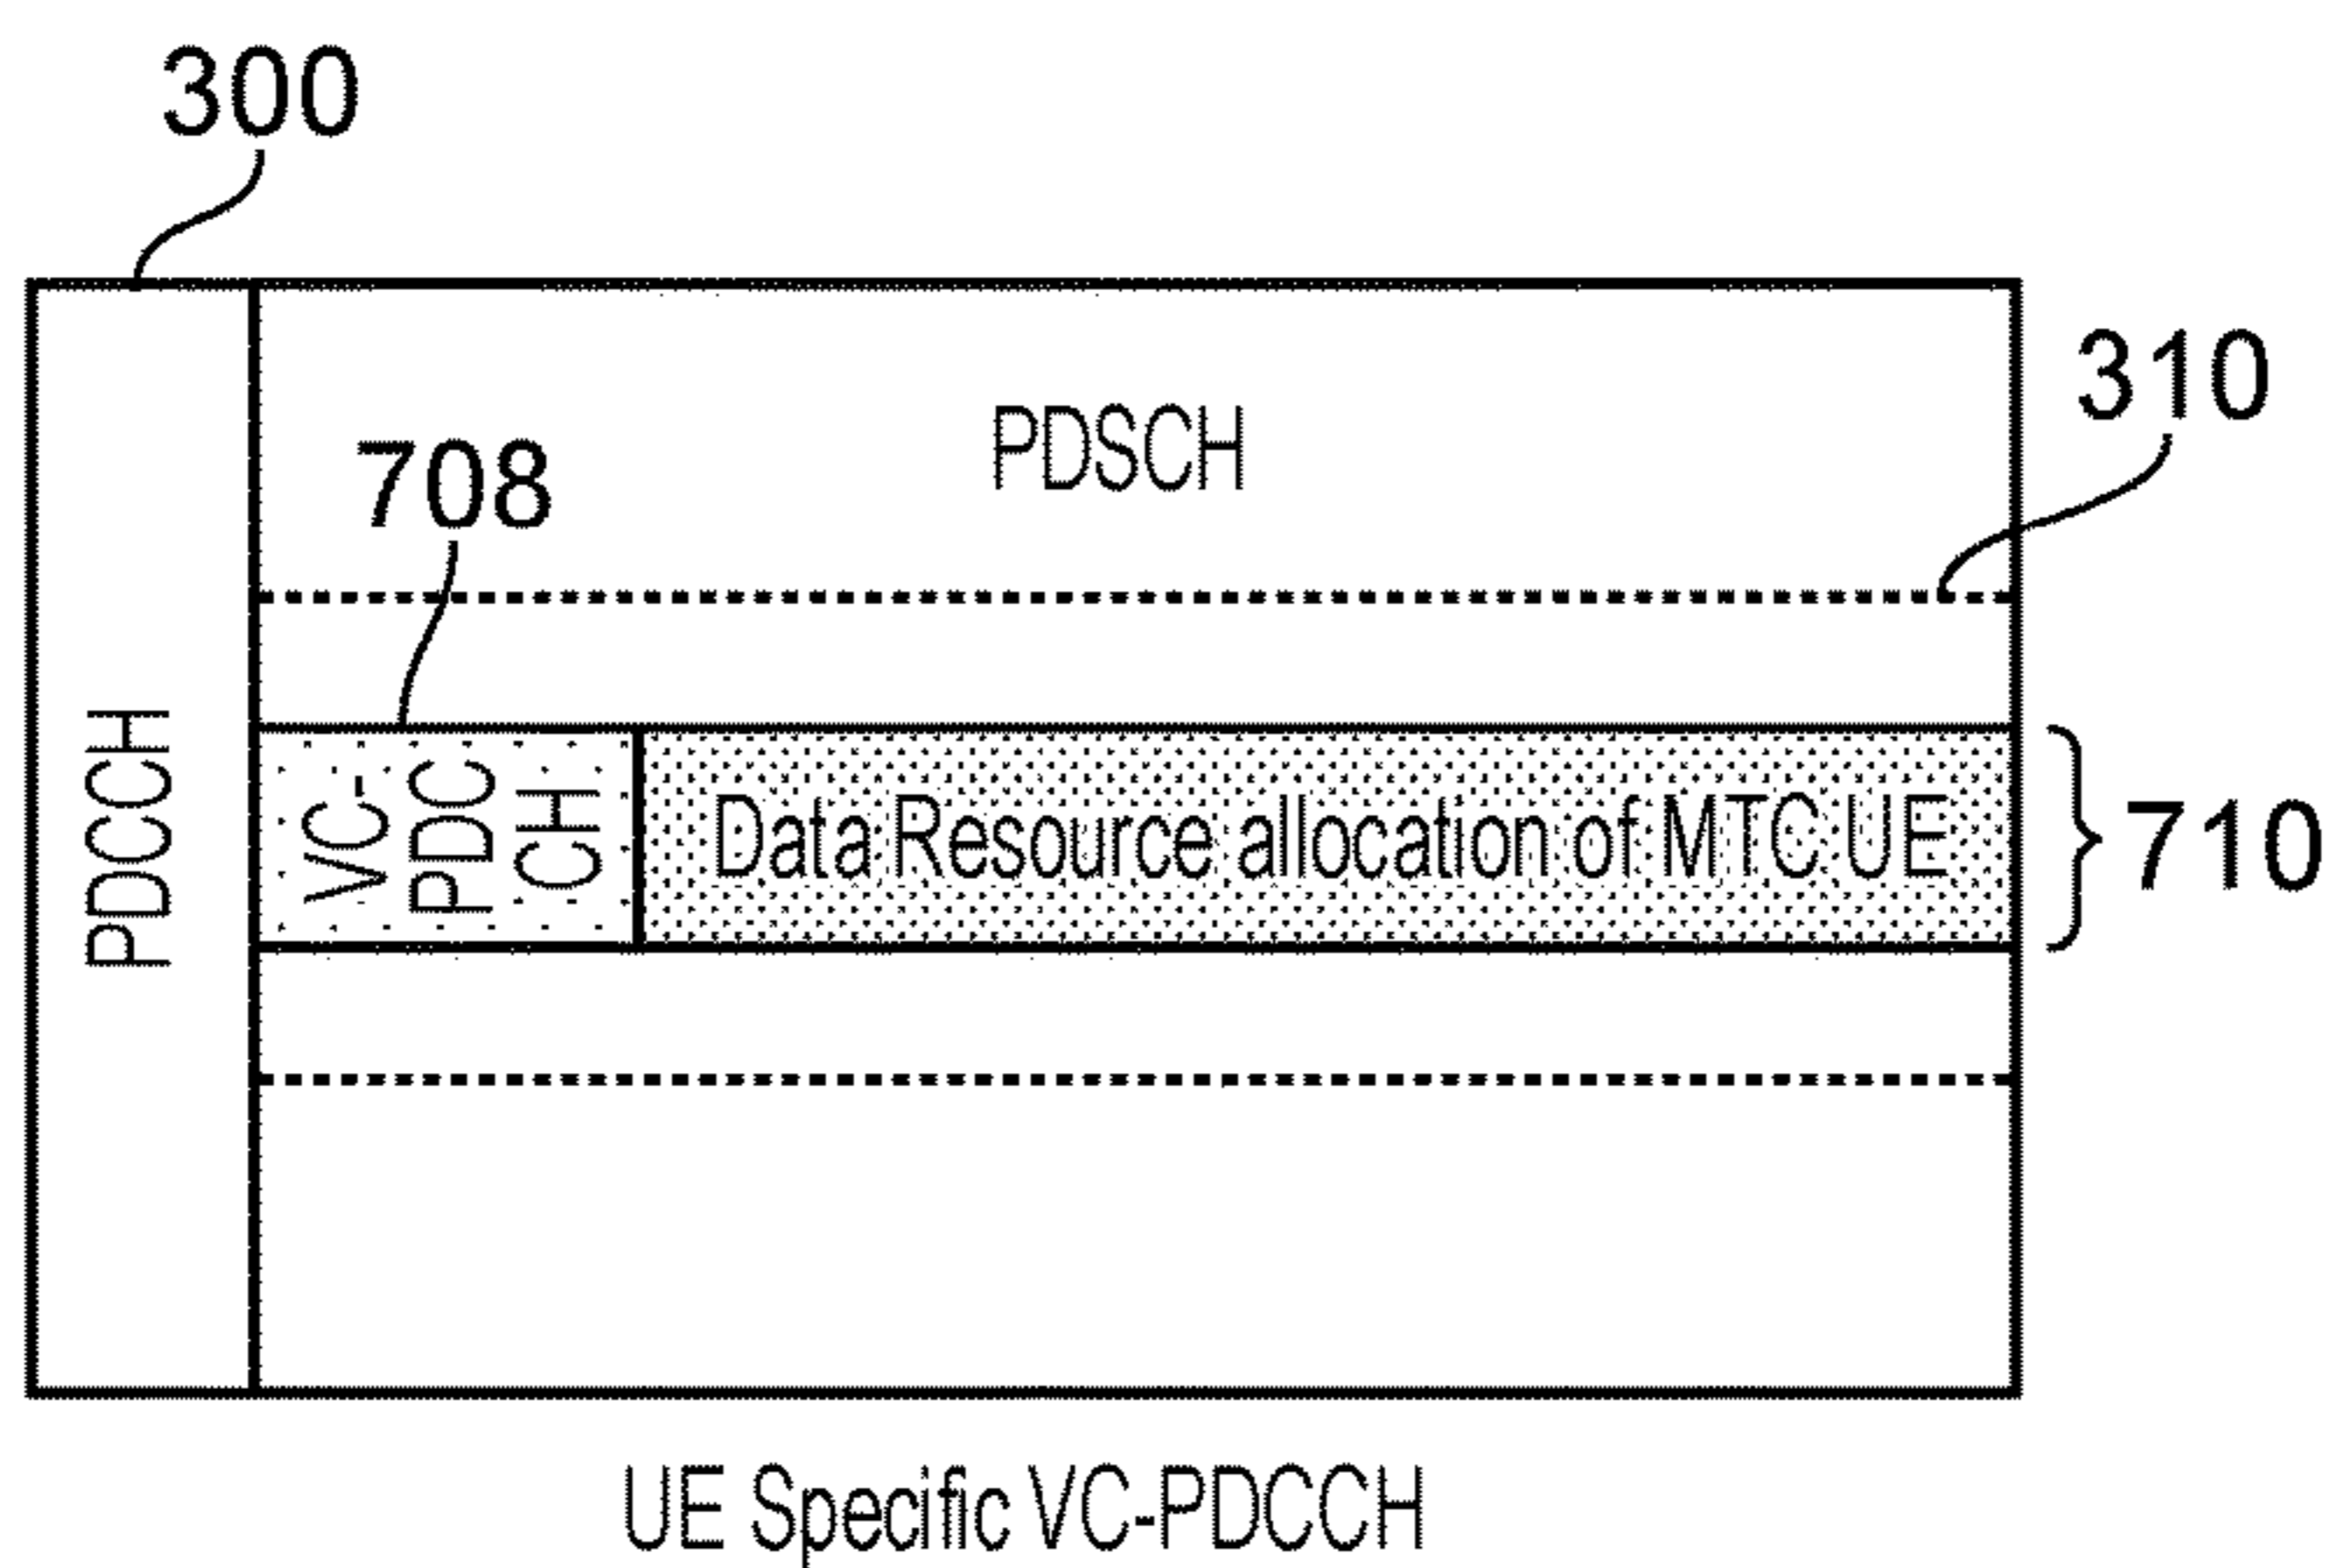 300
310
PDSCH
708
PDCCH
VC-
PDC
CH
Data Resource allocation of MTC UE
710
UE Specific VC-PDCCH